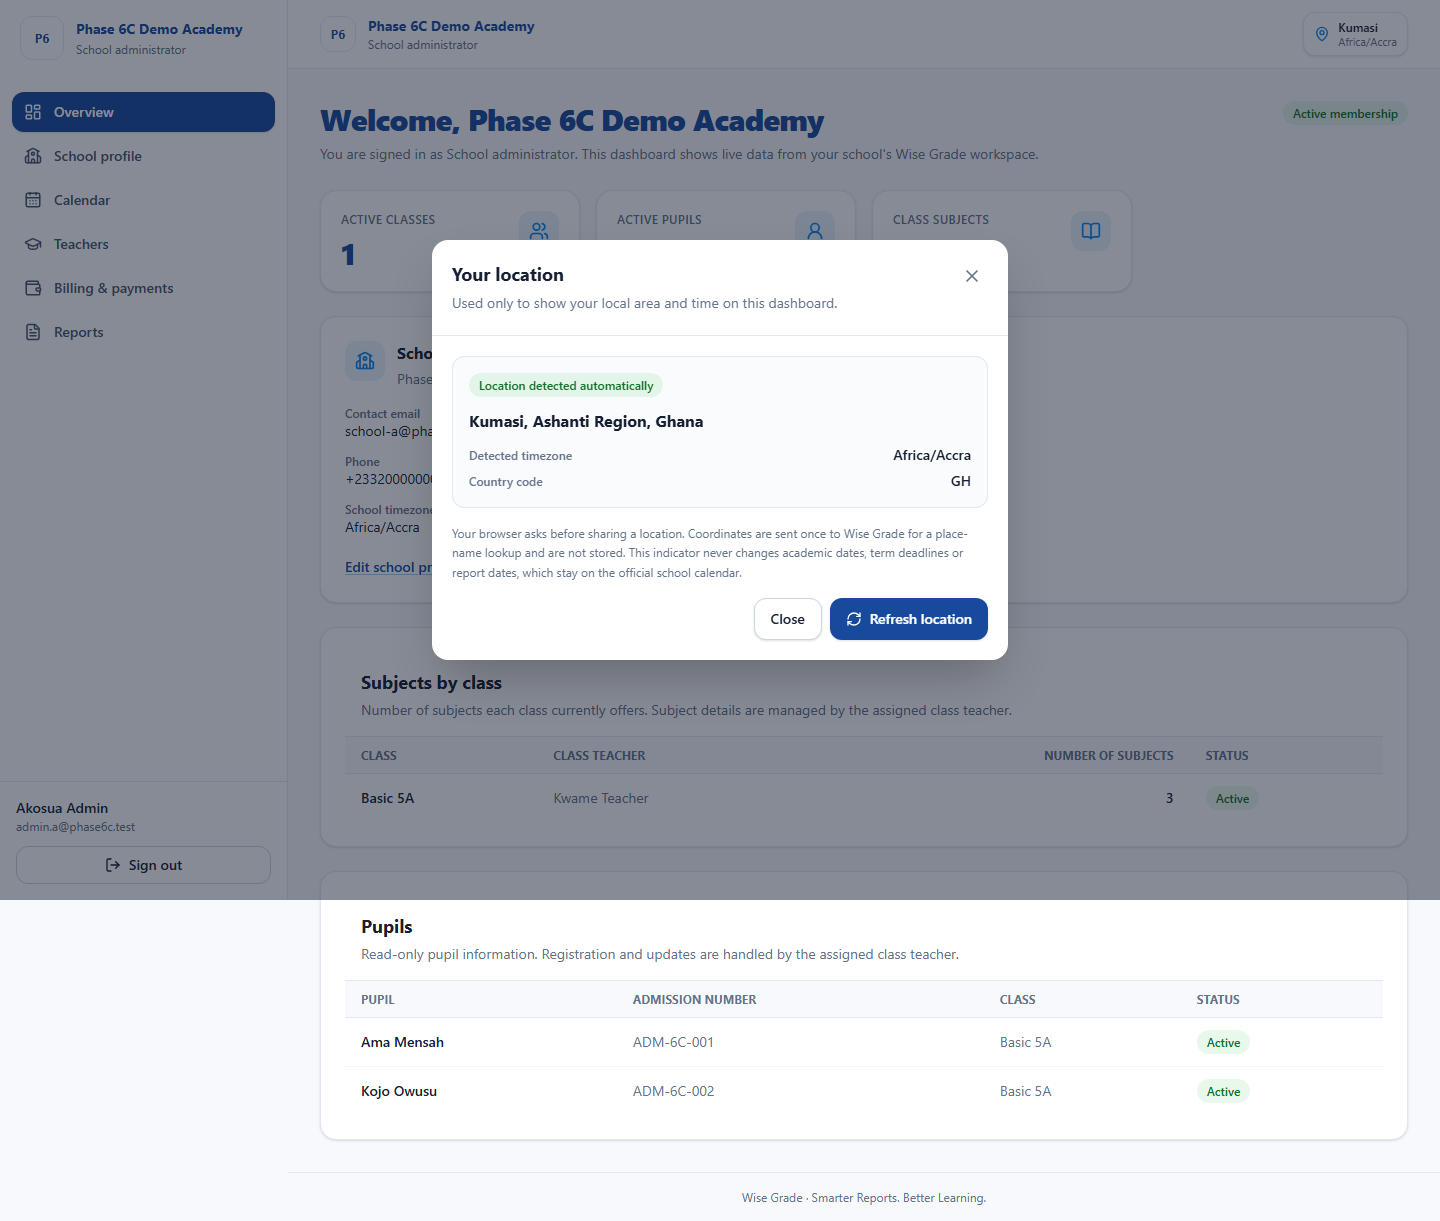 P6
Phase 6C Demo Academy
School administrator
Overview
School profile
Calendar
Teachers
Billing & payments
Reports
Akosua Admin
admin.a@phase6c.test
Sign out
P6
Phase 6C Demo Academy
School administrator
Kumasi
Africa/Accra
Welcome, Phase 6C Demo Academy
Active membership
You are signed in as School administrator. This dashboard shows live data from your school's Wise Grade workspace.
ACTIVE CLASSES
1
ACTIVE PUPILS
CLASS SUBJECTS
Phase
Contact email
Phone
School timezone
Africa/Accra
Edit school
Your location
Used only to show your local area and time on this dashboard.
Location detected automatically
Kumasi, Ashanti Region, Ghana
Detected timezone
Africa/Accra
Country code
GH
Your browser asks before sharing a location. Coordinates are sent once to Wise Grade for a place-
name lookup and are not stored. This indicator never changes academic dates, term deadlines or
report dates, which stay on the official school calendar.
Close
Refresh location
Subjects by class
Number of subjects each class currently offers. Subject details are managed by the assigned class teacher.
CLASS CLASS TEACHER NUMBER OF SUBJECTS STATUS
Basic 5A Kwame Teacher 3 Active
Pupils
Read-only pupil information. Registration and updates are handled by the assigned class teacher.
PUPIL ADMISSION NUMBER CLASS STATUS
Ama Mensah ADM-6C-001 Basic 5A Active
Kojo Owusu ADM-6C-002 Basic 5A Active
Wise Grade · Smarter Reports. Better Learning.